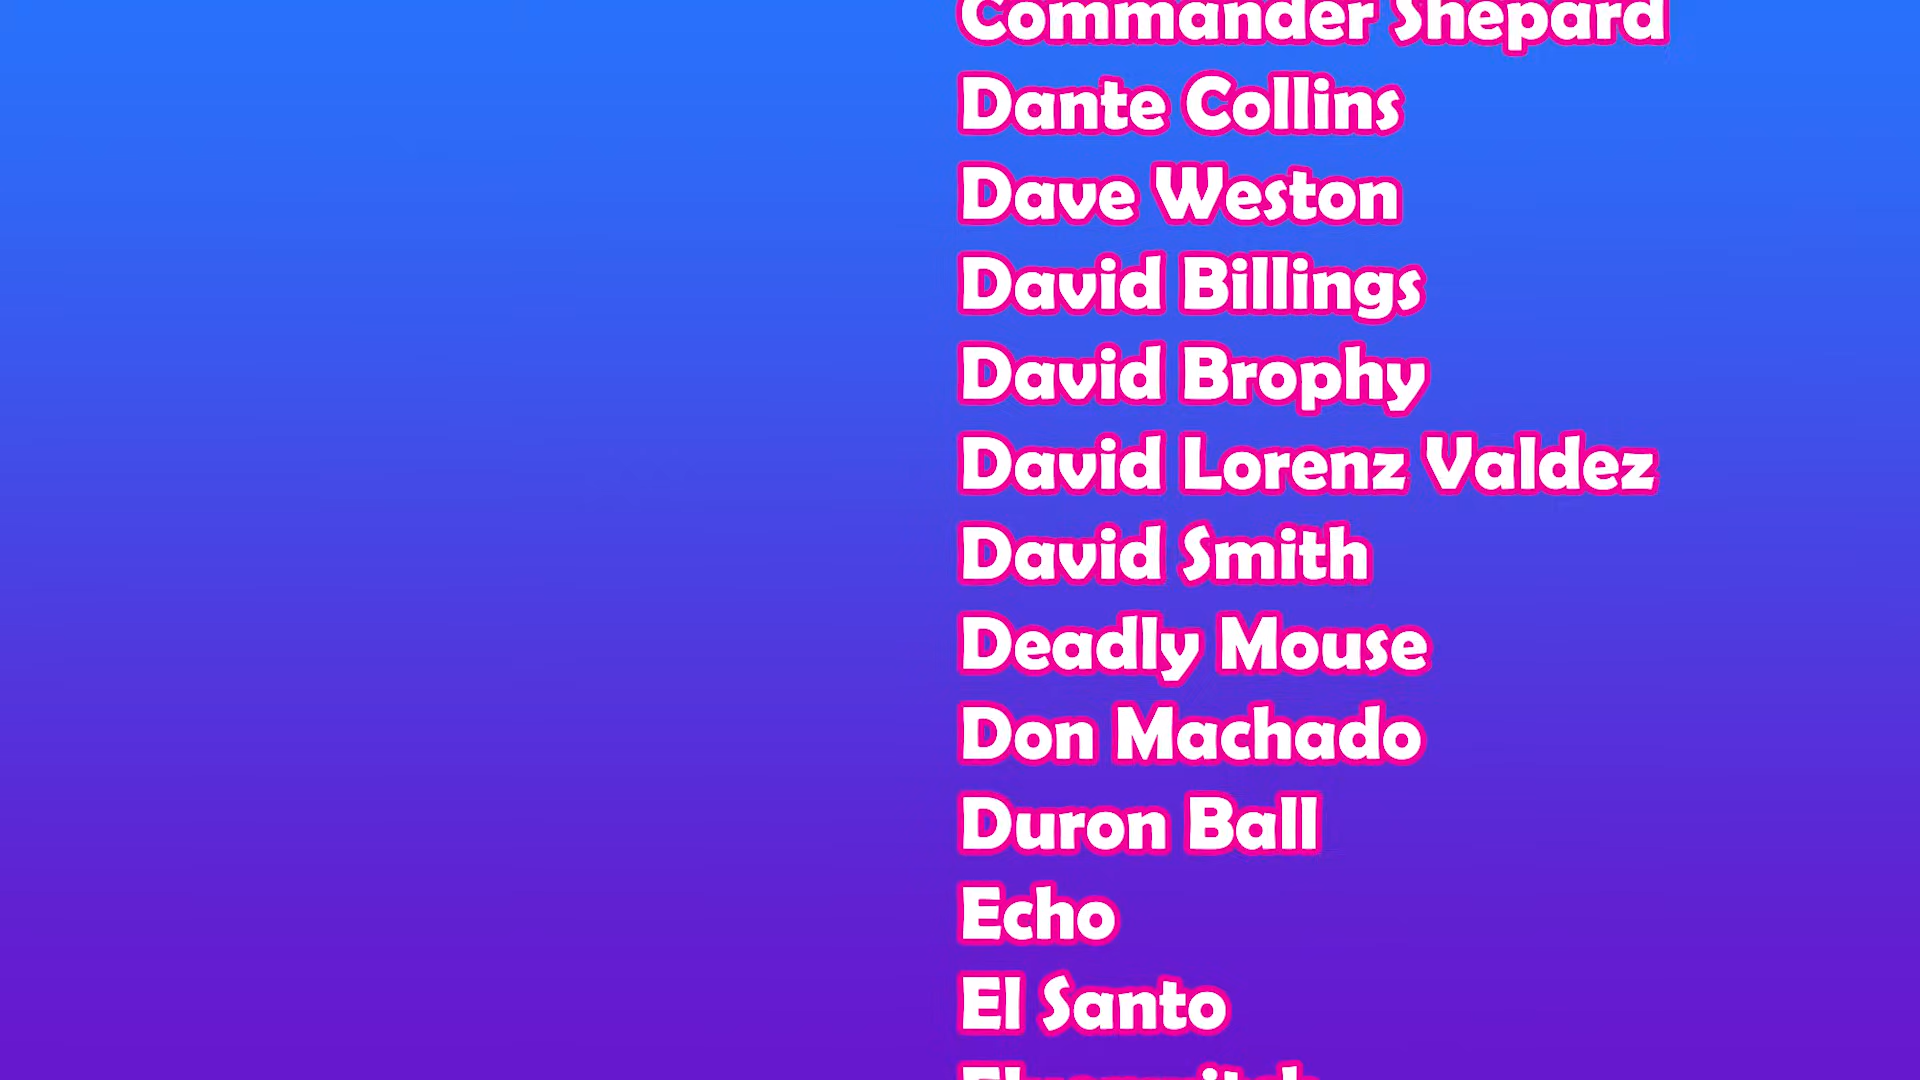 Commander Shepard
Dante Collins
Dave Weston
David Billings
David Brophy
David Lorenz Valdez
David Smith
Deadly Mouse
Don Machado
Duron Ball
Echo
El Santo